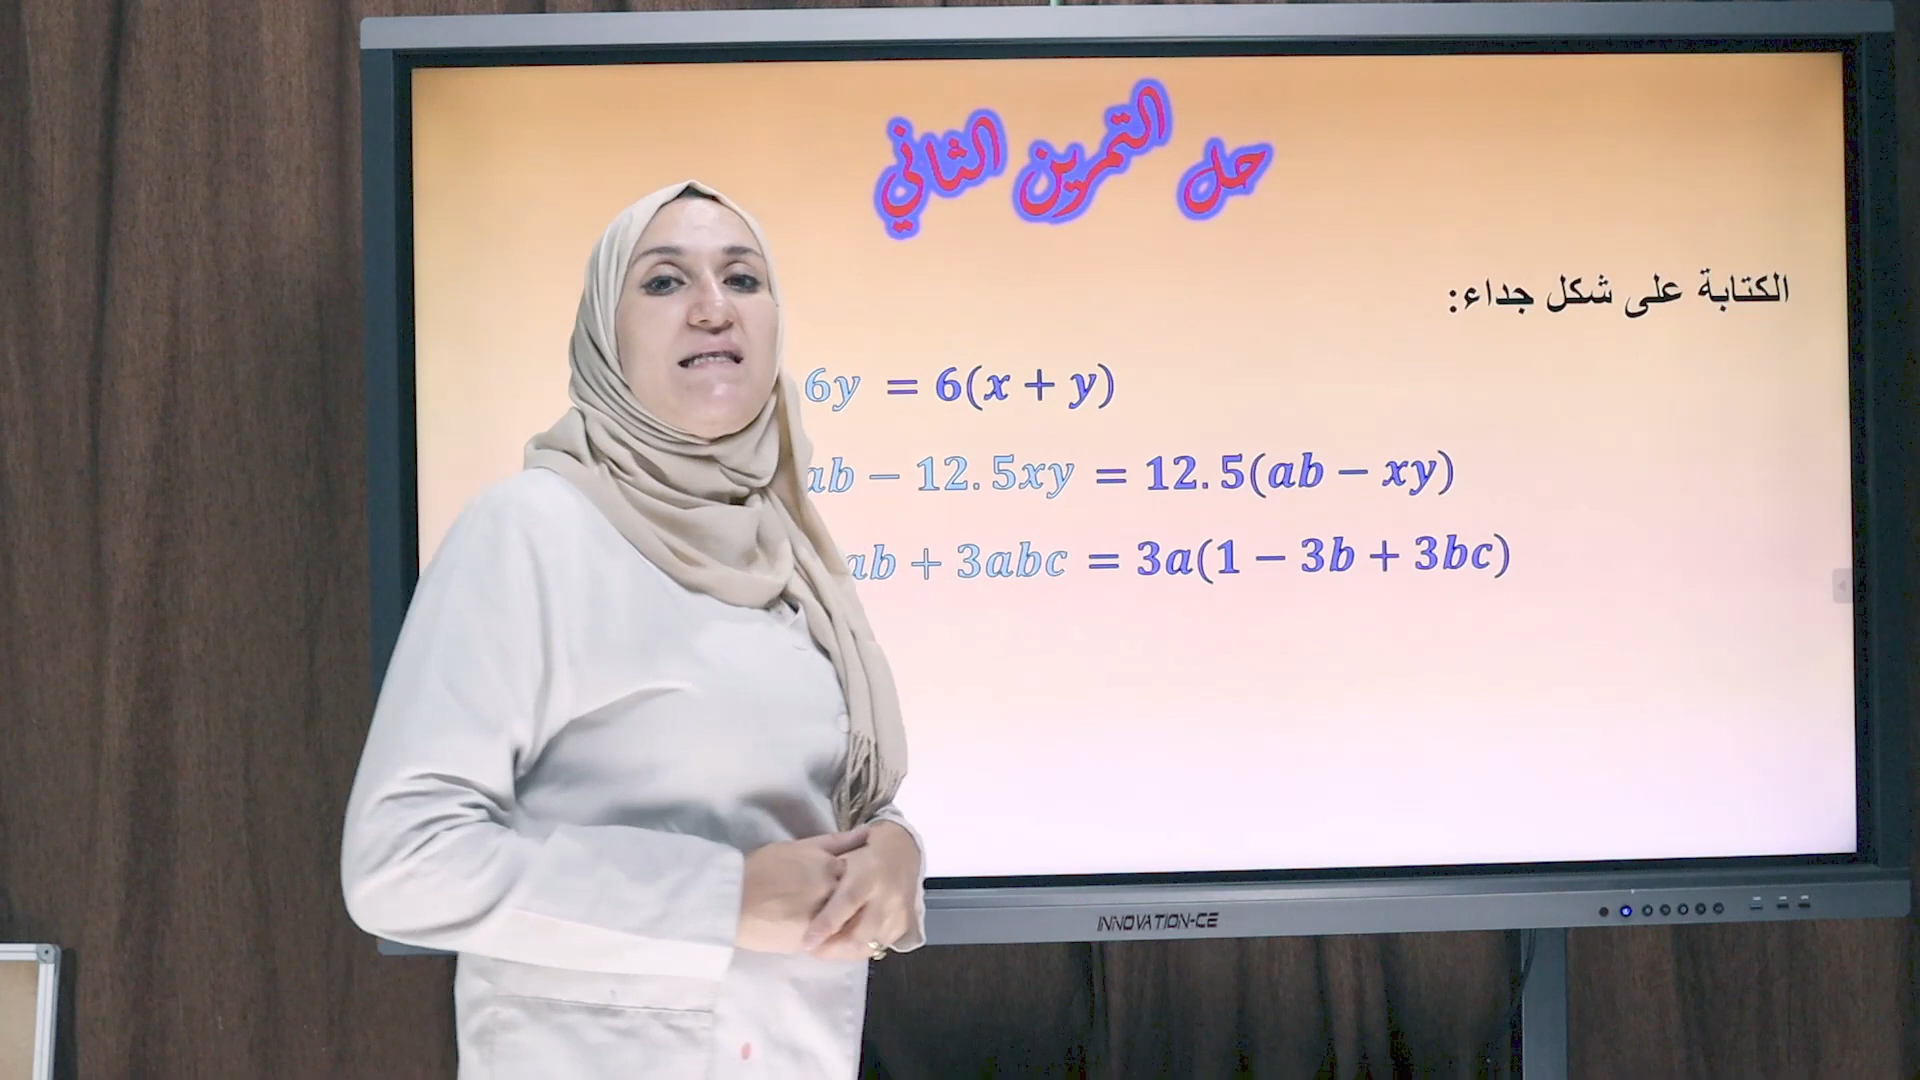 حل التمرين الثاني
الكتابة على شكل جداء:
6y = 6(x + y)
ab − 12.5xy = 12.5(ab − xy)
ab + 3abc = 3a(1 − 3b + 3bc)
INNOVATION-CE